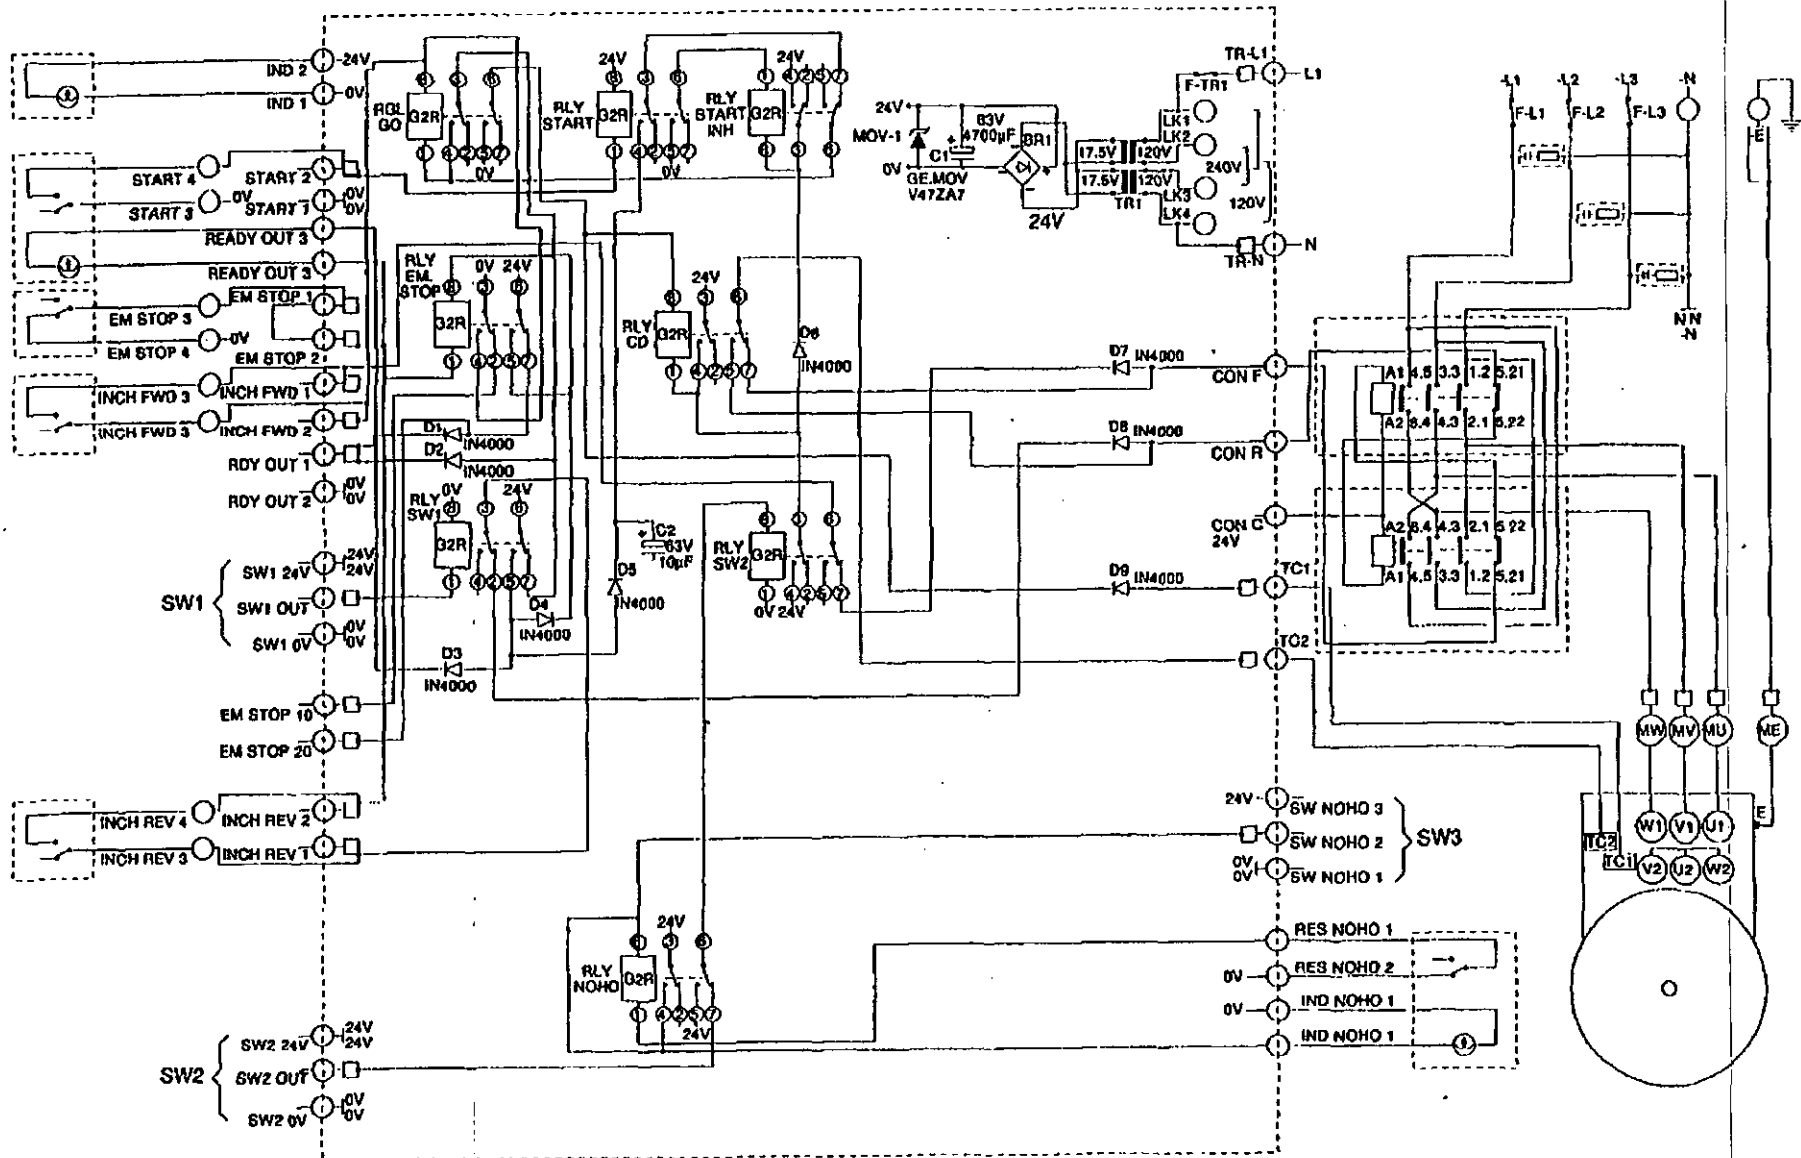 IND 2
24V
IND 1
0V
START 4
START 2
START 3
0V
START 1
0V
0V
READY OUT 3
READY OUT 3
EM STOP 1
EM STOP 3
EM STOP 4
0V
EM STOP 2
INCH FWD 3
INCH FWD 1
INCH FWD 3
INCH FWD 2
RDY OUT 1
RDY OUT 2
0V
0V
SW1
SW1 24V
24V
24V
SW1 OUT
SW1 0V
0V
0V
EM STOP 10
EM STOP 20
INCH REV 4
INCH REV 2
INCH REV 3
INCH REV 1
SW2
SW2 24V
24V
24V
SW2 OUT
SW2 0V
0V
0V
GO
G2R
0V
RLY
START
24V
G2R
0V
RLY
START
INH
G2R
24V
RLY
EM.
STOP
G2R
0V
24V
RLY
CD
G2R
24V
D1
IN4000
D2
IN4000
RLY
SW1
0V
G2R
24V
D3
IN4000
D4
IN4000
D5
IN4000
C2
63V
10µF
D6
IN4000
RLY
SW2
G2R
0V
24V
RLY
NOHO
G2R
24V
24V
24V
MOV-1
0V
GE.MOV
V47ZA7
63V
4700µF
C1
BR1
24V
17.5V
120V
17.5V
120V
TR1
F-TR1
LK1
LK2
LK3
LK4
240V
120V
TR-L1
L1
TR-N
N
D7
IN4000
CON F
D8
IN4000
CON R
CON C
24V
D9
IN4000
TC1
TC2
24V
SW NOHO 3
SW NOHO 2
0V
0V
SW NOHO 1
SW3
RES NOHO 1
0V
RES NOHO 2
0V
IND NOHO 1
IND NOHO 1
-L1
-L2
-L3
-N
F-L1
F-L2
F-L3
E
N N
-N
A1 4.5 3.3 1.2 5.21
A2 6.4 4.3 2.1 5.22
A2 6.4 4.3 2.1 5.22
A1 4.5 3.3 1.2 5.21
MW
MV
MU
ME
W1
V1
U1
E
TC2
TC1
V2
U2
W2